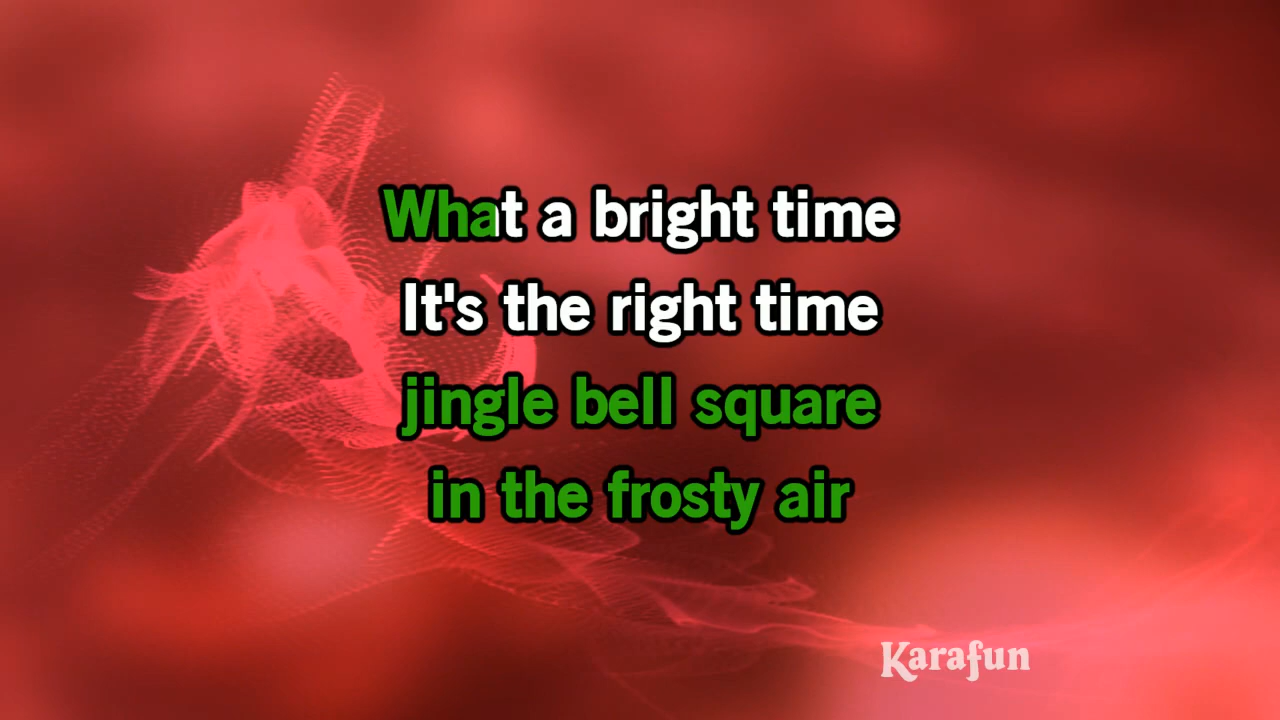 What a bright time
It's the right time
jingle bell square
in the frosty air
Karafun